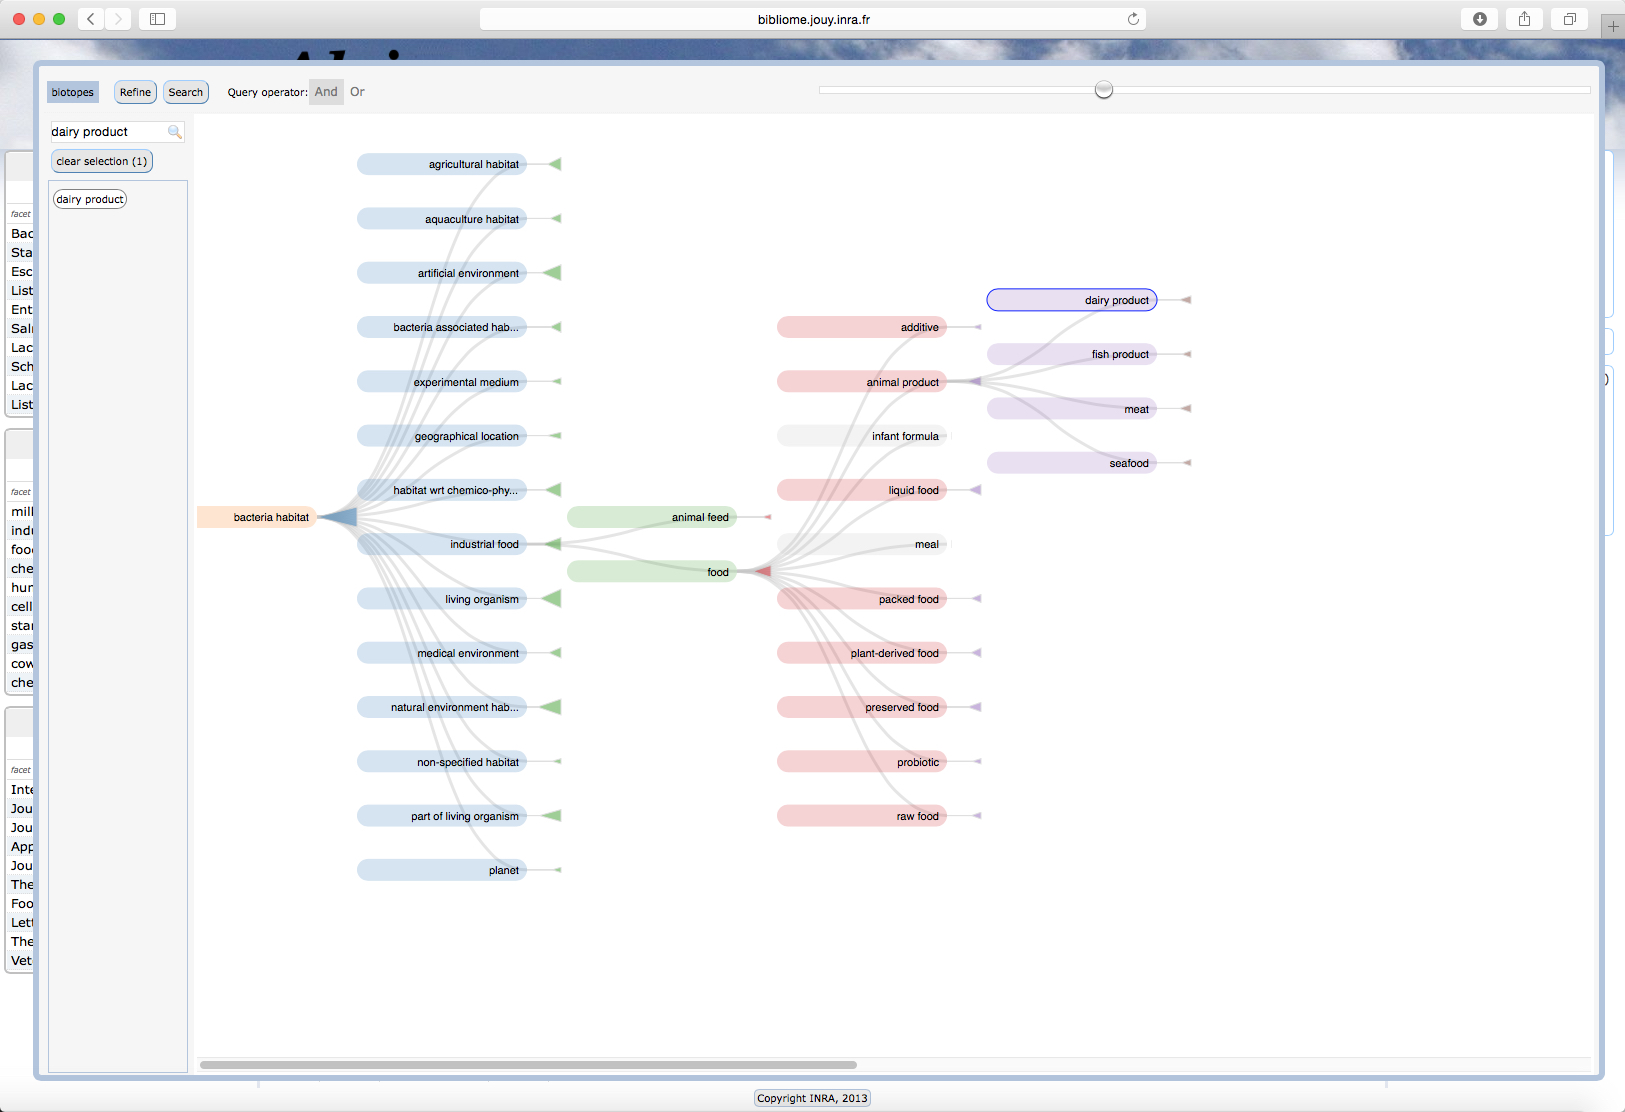 bibliome.jouy.inra.fr
biotopes
Refine
Search
Query operator:
And
Or
dairy product
clear selection (1)
dairy product
agricultural habitat
aquaculture habitat
artificial environment
bacteria associated hab...
experimental medium
geographical location
habitat wrt chemico-phy...
bacteria habitat
industrial food
living organism
medical environment
natural environment hab...
non-specified habitat
part of living organism
planet
animal feed
food
additive
animal product
infant formula
liquid food
meal
packed food
plant-derived food
preserved food
probiotic
raw food
dairy product
fish product
meat
seafood
facet
Bac
Sta
Esc
List
Ent
Sal
Lac
Sch
Lac
List
facet
mill
ind
foo
che
hur
cell
star
gas
cow
che
facet
Inte
Jou
Jou
App
Jou
The
Foo
Lett
The
Vet
Copyright INRA, 2013